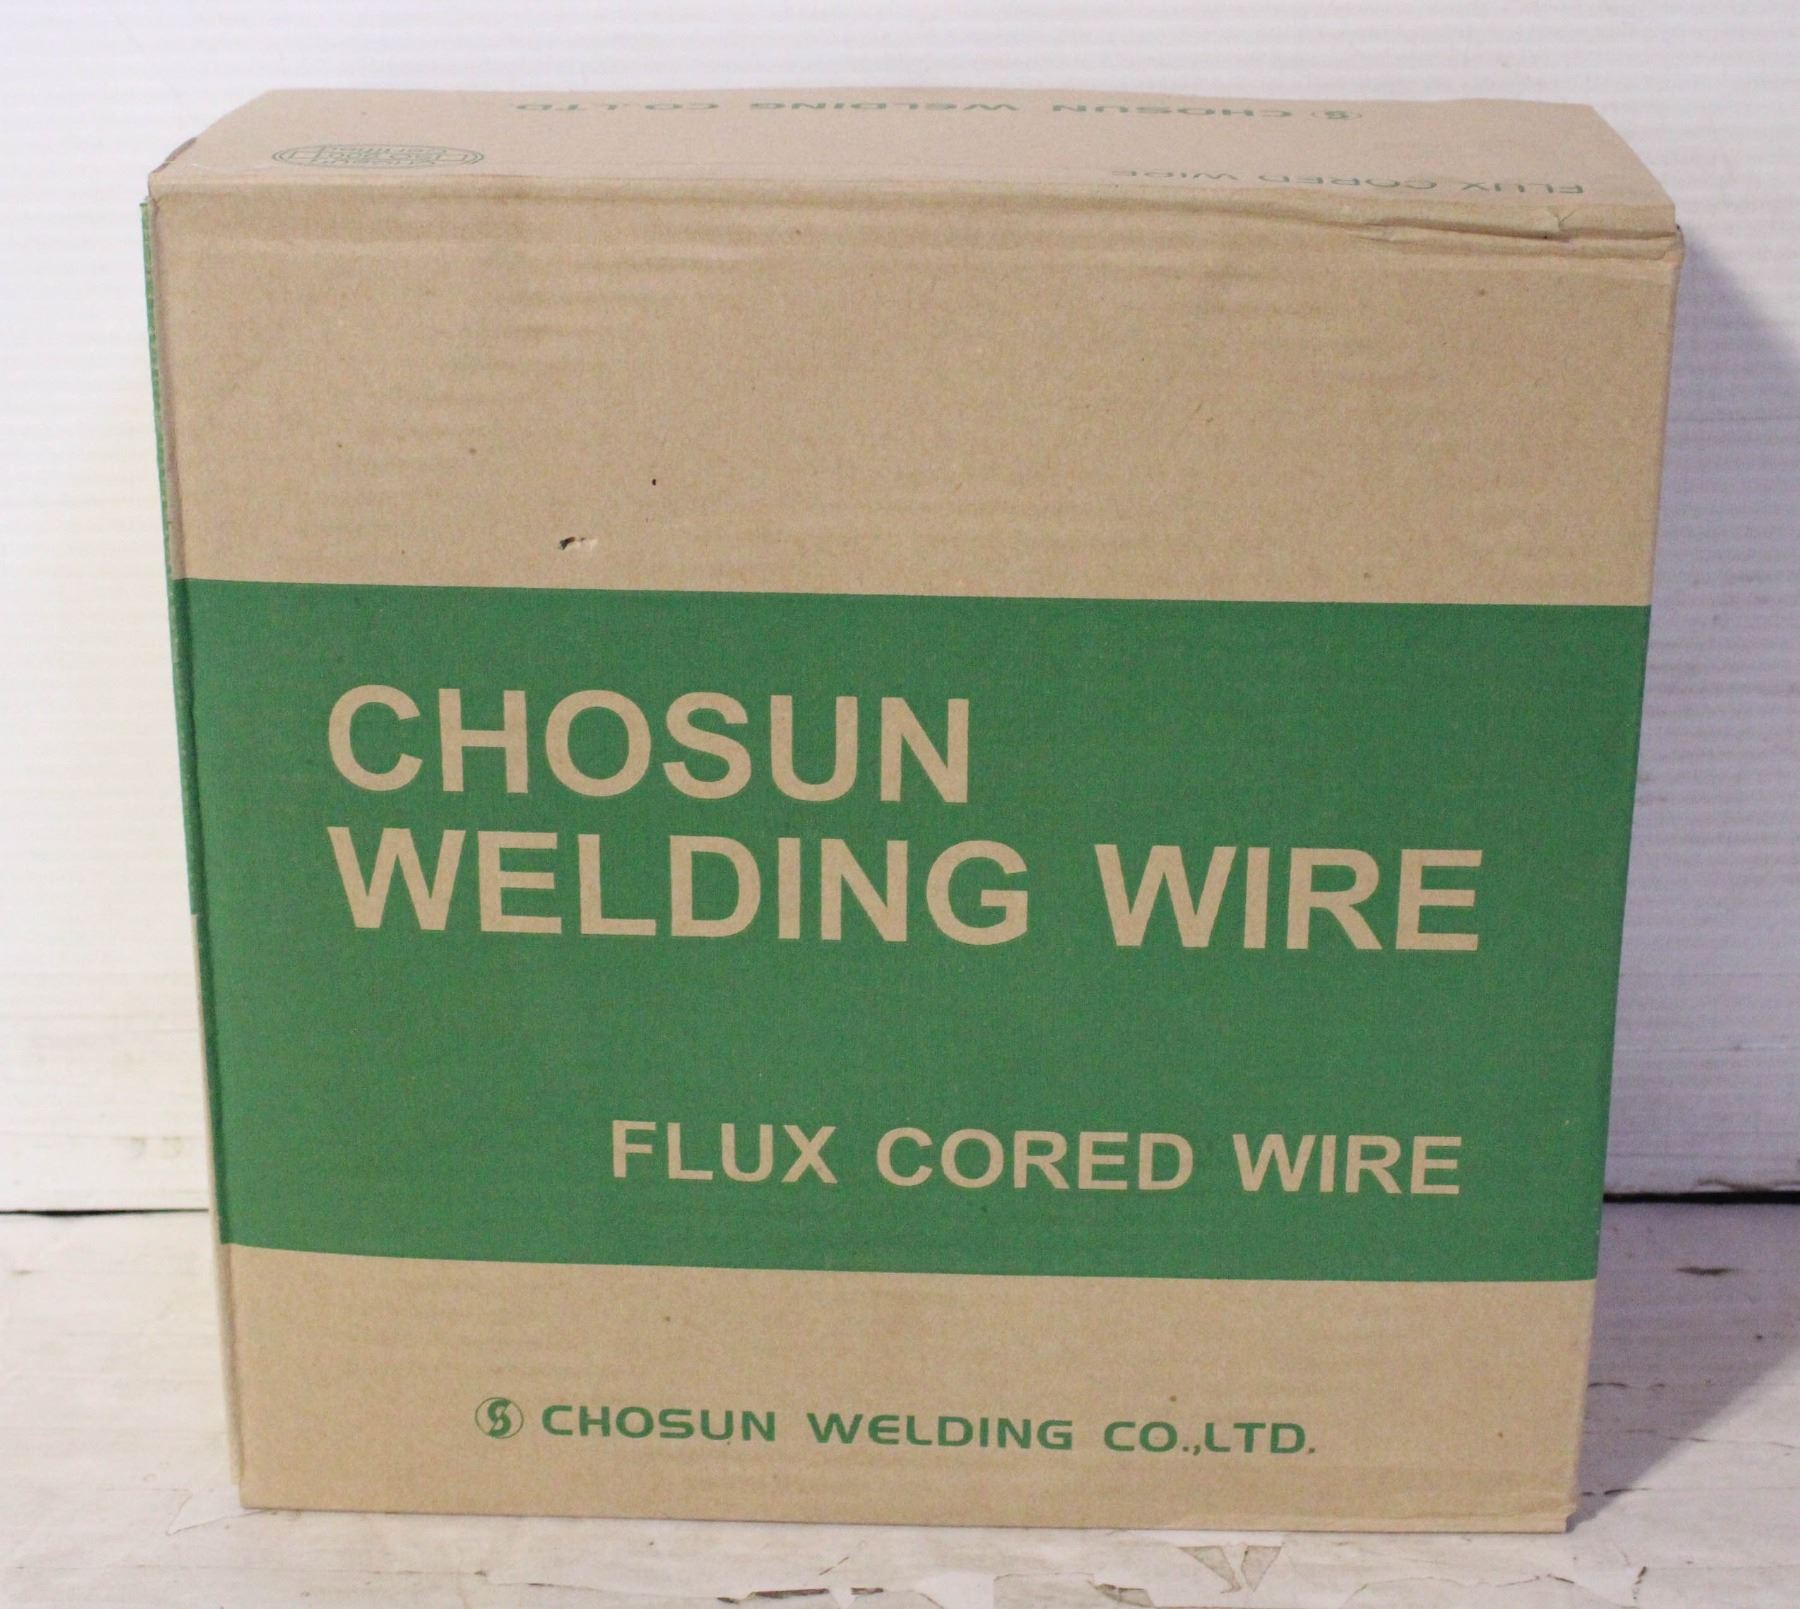 CHOSUN WELDING CO.,LTD.
FLUX CORED WIRE
CHOSUN
WELDING WIRE
FLUX CORED WIRE
CHOSUN WELDING CO.,LTD.